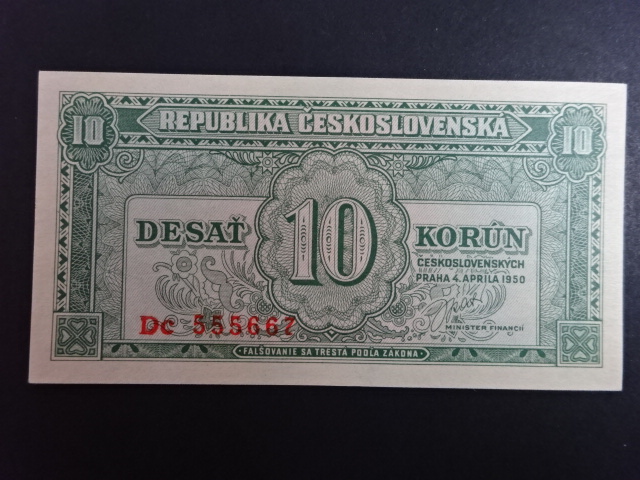 10 REPUBLIKA ČESKOSLOVENSKÁ 10
DESAŤ 10 KORÚN
ČESKOSLOVENSKÝCH
PRAHA 4. APRÍLA 1950
MINISTER FINANCIÍ
Dc 555667
FALŠOVANIE SA TRESTÁ PODĽA ZÁKONA